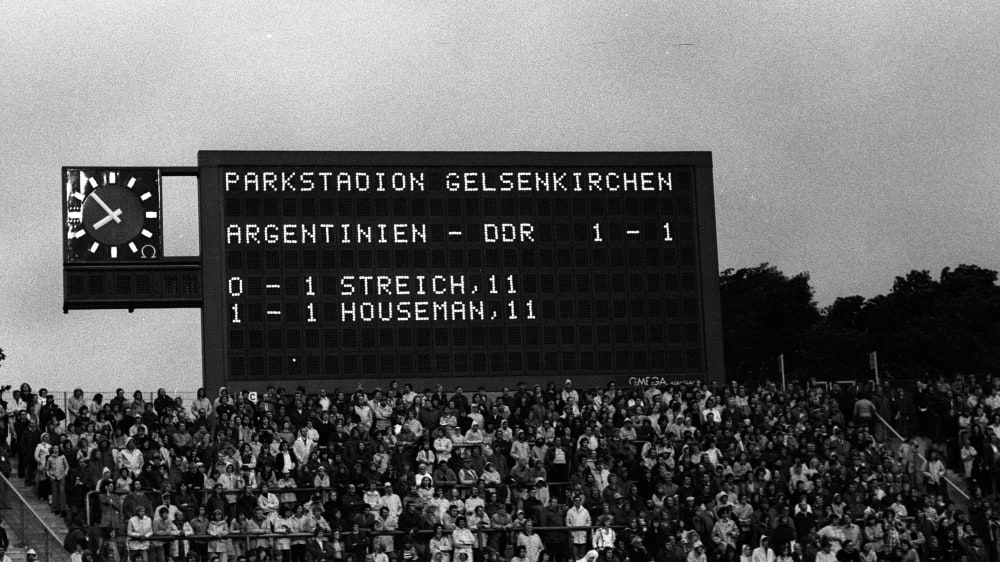 PARKSTADION GELSENKIRCHEN
ARGENTINIEN - DDR 1 - 1
0 - 1 STREICH,11
1 - 1 HOUSEMAN,11
Ω
OMEGA